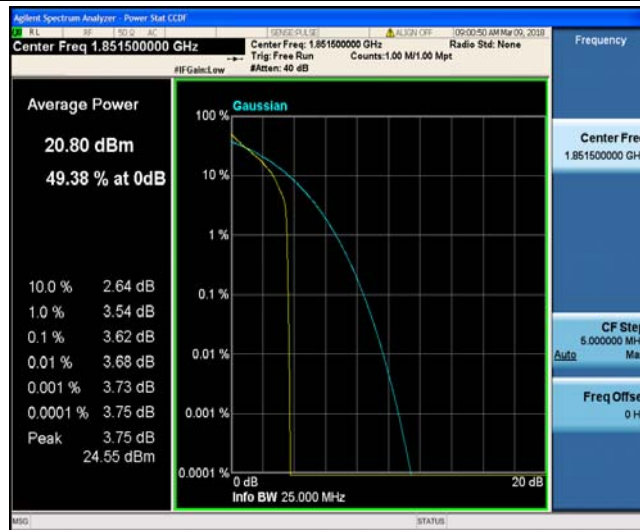 Agilent Spectrum Analyzer - Power Stat CCDF
RL RF 50 Ω AC SENSE:PULSE ALIGN OFF 09:00:50 AM Mar 09, 2018
Center Freq 1.851500000 GHz
Center Freq: 1.851500000 GHz Radio Std: None
Trig: Free Run Counts:1.00 M/1.00 Mpt
#IFGain:Low #Atten: 40 dB
Frequency
Average Power
20.80 dBm
49.38 % at 0dB
10.0 % 2.64 dB
1.0 % 3.54 dB
0.1 % 3.62 dB
0.01 % 3.68 dB
0.001 % 3.73 dB
0.0001 % 3.75 dB
Peak 3.75 dB
24.55 dBm
Gaussian
100 %
10 %
1 %
0.1 %
0.01 %
0.001 %
0.0001 %
0 dB 20 dB
Info BW 25.000 MHz
Center Fre
1.851500000 GH
CF Step
5.000000 MH
Auto Ma
Freq Offse
0 H
MSG STATUS